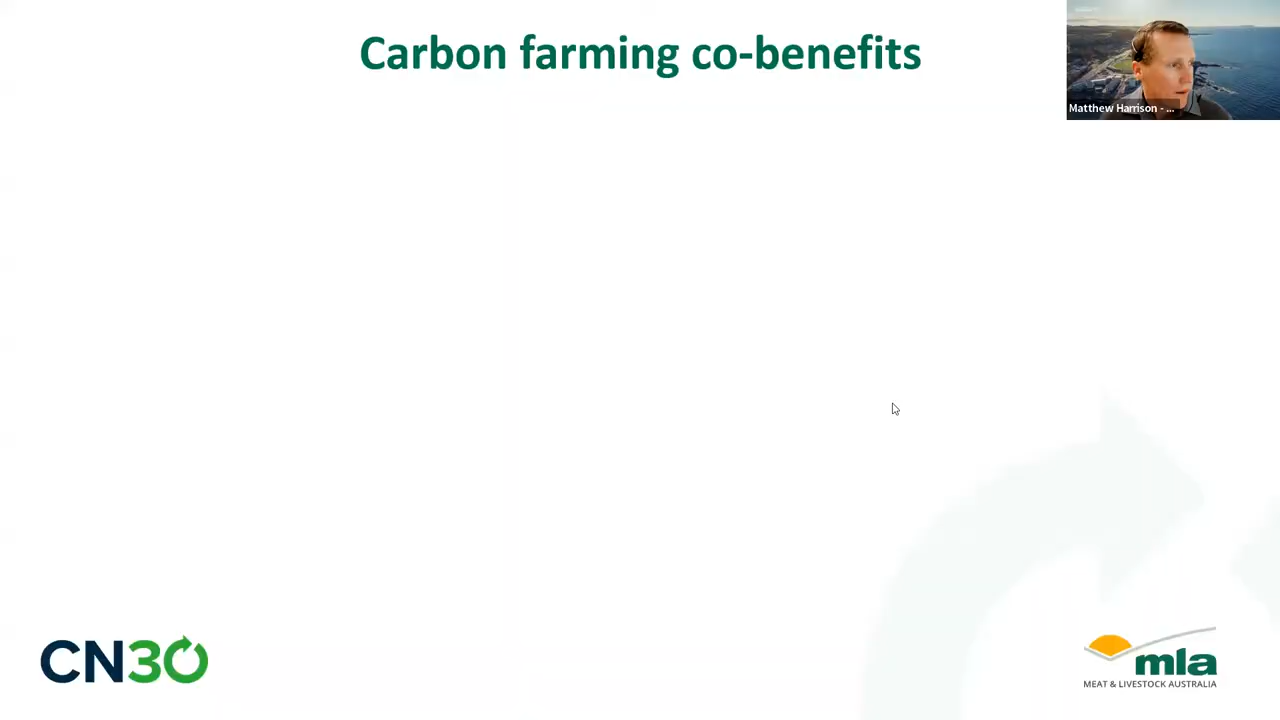 Carbon farming co-benefits
Matthew Harrison - ...
CN30
mla
MEAT & LIVESTOCK AUSTRALIA